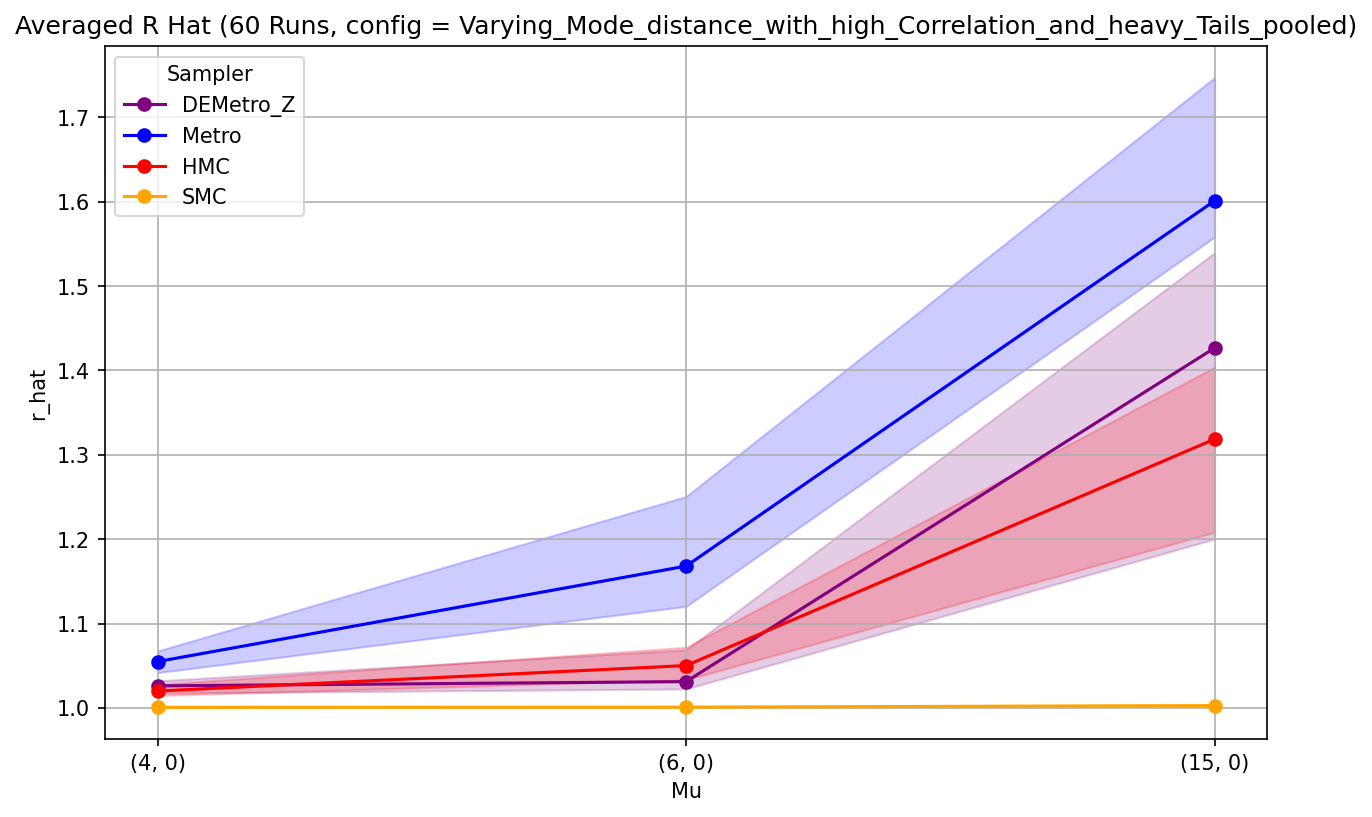 Averaged R Hat (60 Runs, config = Varying_Mode_distance_with_high_Correlation_and_heavy_Tails_pooled)
Sampler
DEMetro_Z
Metro
HMC
SMC
1.7
1.6
1.5
1.4
1.3
1.2
1.1
1.0
r_hat
(4, 0)
(6, 0)
(15, 0)
Mu